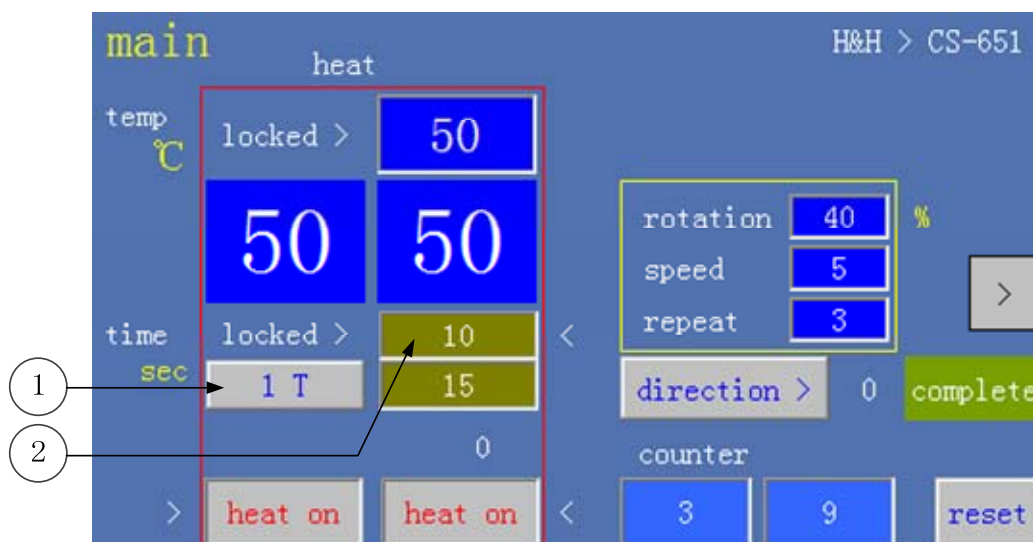 main
H&H > CS-651
heat
temp
℃
locked >
50
50
50
rotation 40 %
speed 5
repeat 3
>
time
sec
locked >
10
<
1 T
15
direction >
0
complete
0
counter
>
heat on
heat on
<
3
9
reset
1
2